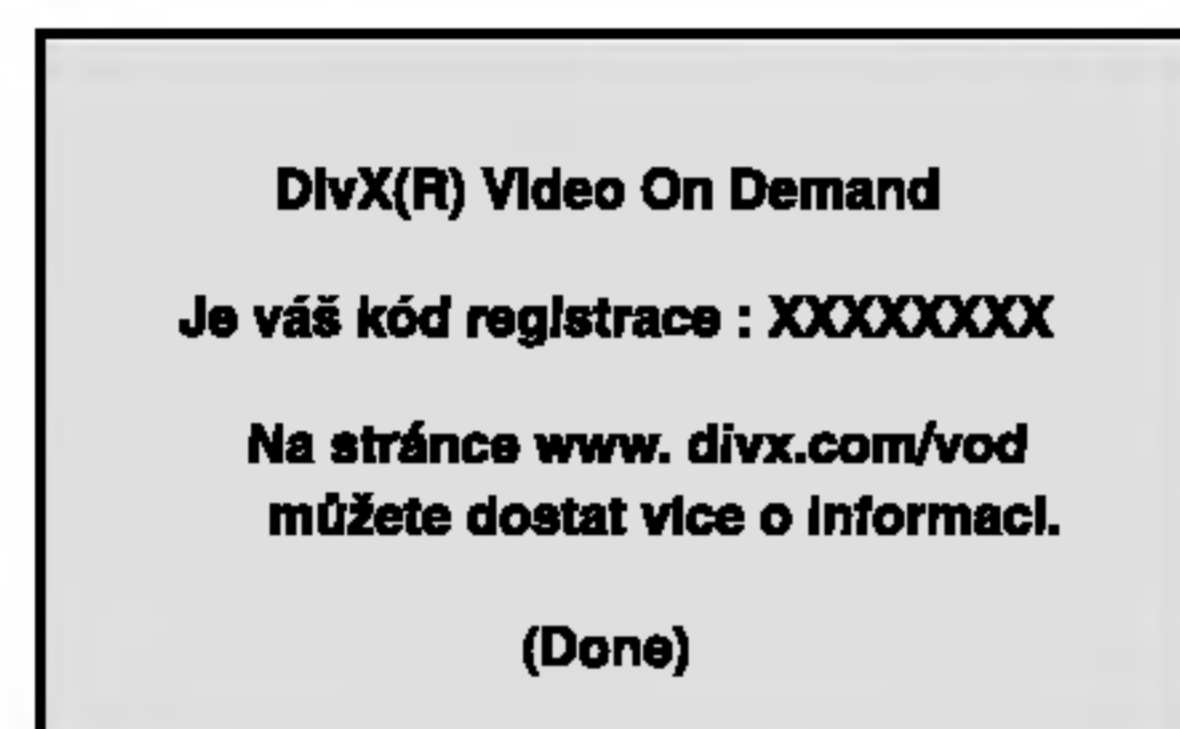 DivX(R) Video On Demand
Je váš kód registrace : XXXXXXXX
Na stránce www. divx.com/vod
můžete dostat více o informaci.
(Done)